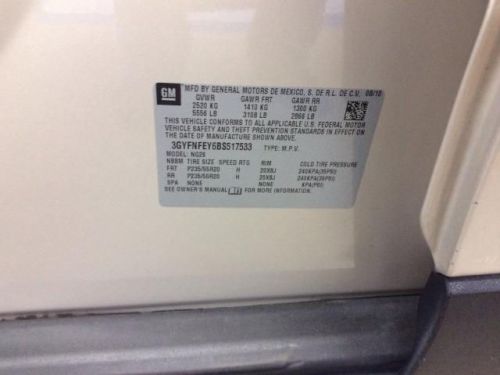 GM
MFD BY GENERAL MOTORS DE MEXICO, S. DE R.L. DE C.V. 08/10
GVWR GAWR FRT GAWR RR
2520 KG 1410 KG 1300 KG
5556 LB 3108 LB 2866 LB
THIS VEHICLE CONFORMS TO ALL APPLICABLE U.S. FEDERAL MOTOR
VEHICLE SAFETY AND THEFT PREVENTION STANDARDS IN EFFECT ON
THE DATE OF MANUFACTURE SHOWN ABOVE.
3GYFNFEY6BS517533 TYPE: M.P.V.
MODEL: NG26
TIRE SIZE SPEED RTG RIM COLD TIRE PRESSURE
FRT P235/55R20 H 20X8J 240KPA(35PSI)
RR P235/55R20 H 20X8J 240KPA(35PSI)
SPA NONE NONE NONE KPA(PSI)
SEE OWNER'S MANUAL FOR MORE INFORMATION.